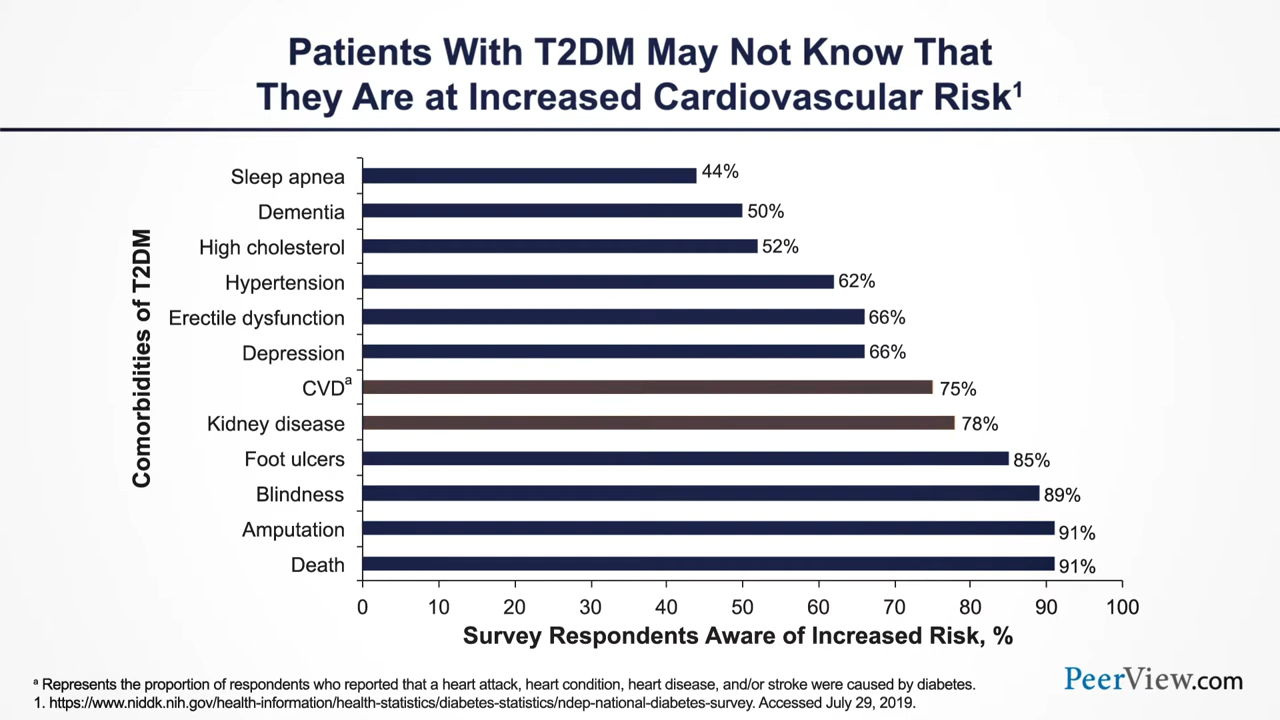 Patients With T2DM May Not Know That
They Are at Increased Cardiovascular Risk¹
Comorbidities of T2DM
Sleep apnea 44%
Dementia 50%
High cholesterol 52%
Hypertension 62%
Erectile dysfunction 66%
Depression 66%
CVDᵃ 75%
Kidney disease 78%
Foot ulcers 85%
Blindness 89%
Amputation 91%
Death 91%
0 10 20 30 40 50 60 70 80 90 100
Survey Respondents Aware of Increased Risk, %
ᵃ Represents the proportion of respondents who reported that a heart attack, heart condition, heart disease, and/or stroke were caused by diabetes.
1. https://www.niddk.nih.gov/health-information/health-statistics/diabetes-statistics/ndep-national-diabetes-survey. Accessed July 29, 2019.
PeerView.com